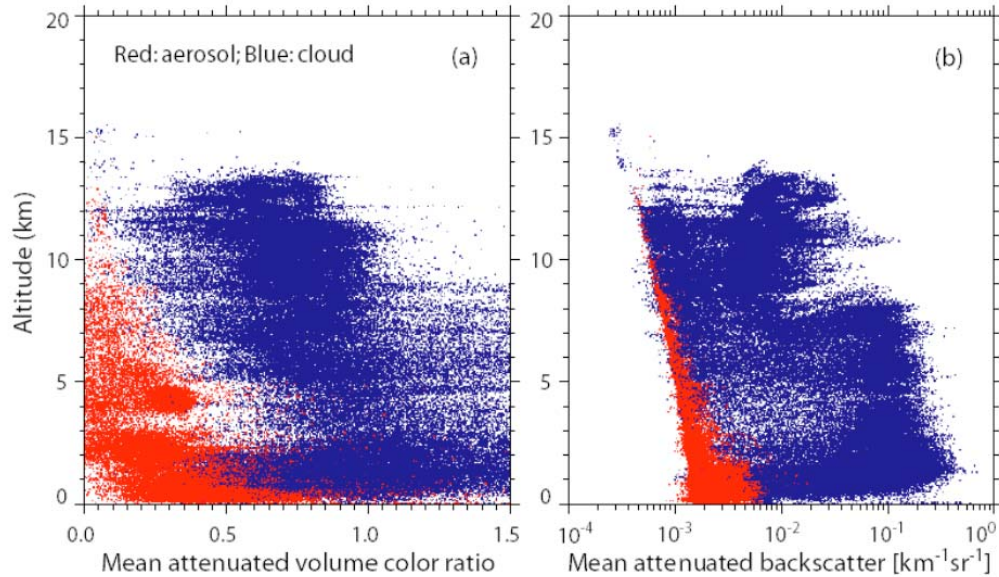 Red: aerosol; Blue: cloud
(a)
(b)
20
15
10
5
0
Altitude (km)
0.0 0.5 1.0 1.5
Mean attenuated volume color ratio
20
15
10
5
0
10⁻⁴ 10⁻³ 10⁻² 10⁻¹ 10⁰
Mean attenuated backscatter [km⁻¹sr⁻¹]